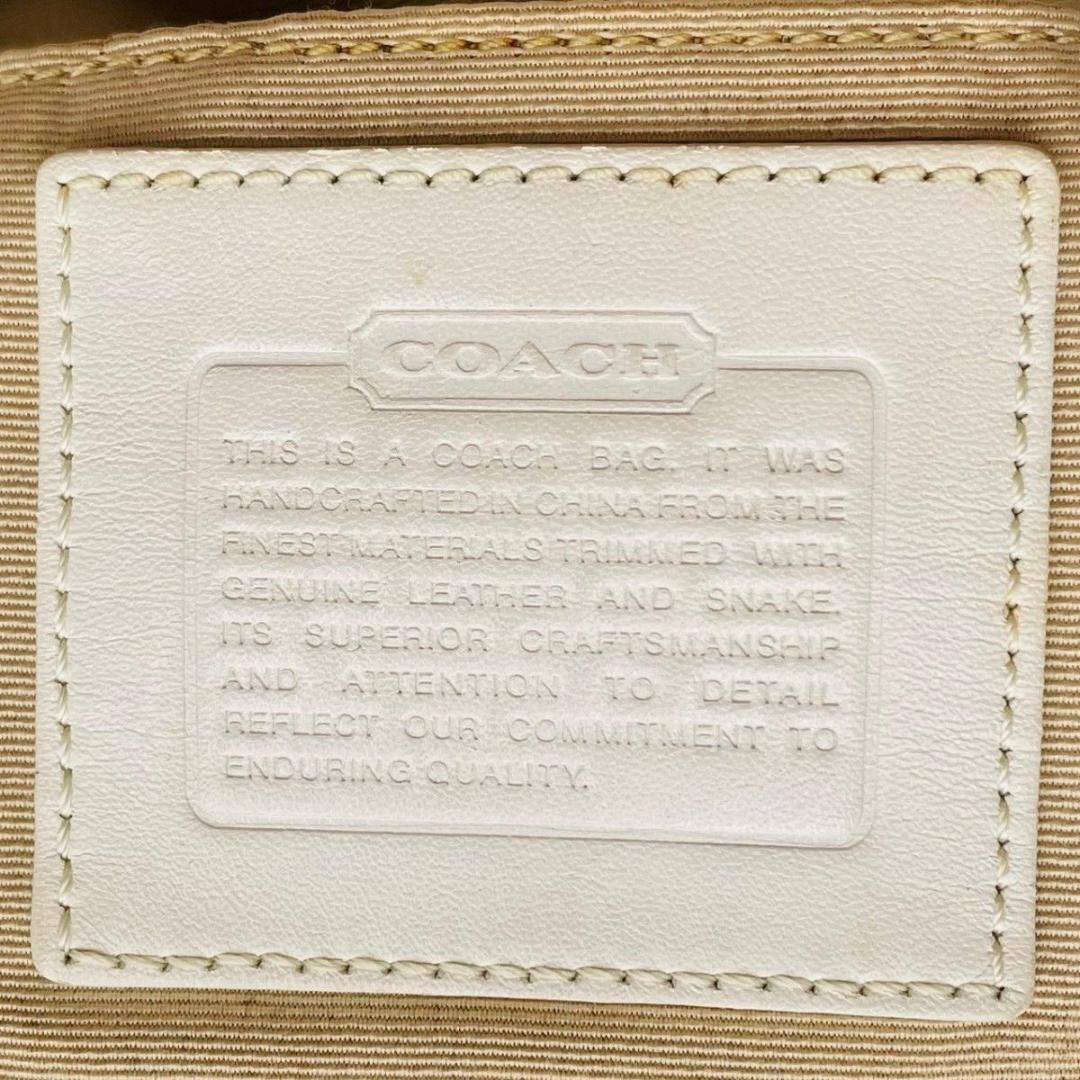 COACH
THIS IS A COACH BAG. IT WAS
HANDCRAFTED IN CHINA FROM THE
FINEST MATERIALS TRIMMED WITH
GENUINE LEATHER AND SNAKE.
ITS SUPERIOR CRAFTSMANSHIP
AND ATTENTION TO DETAIL
REFLECT OUR COMMITMENT TO
ENDURING QUALITY.